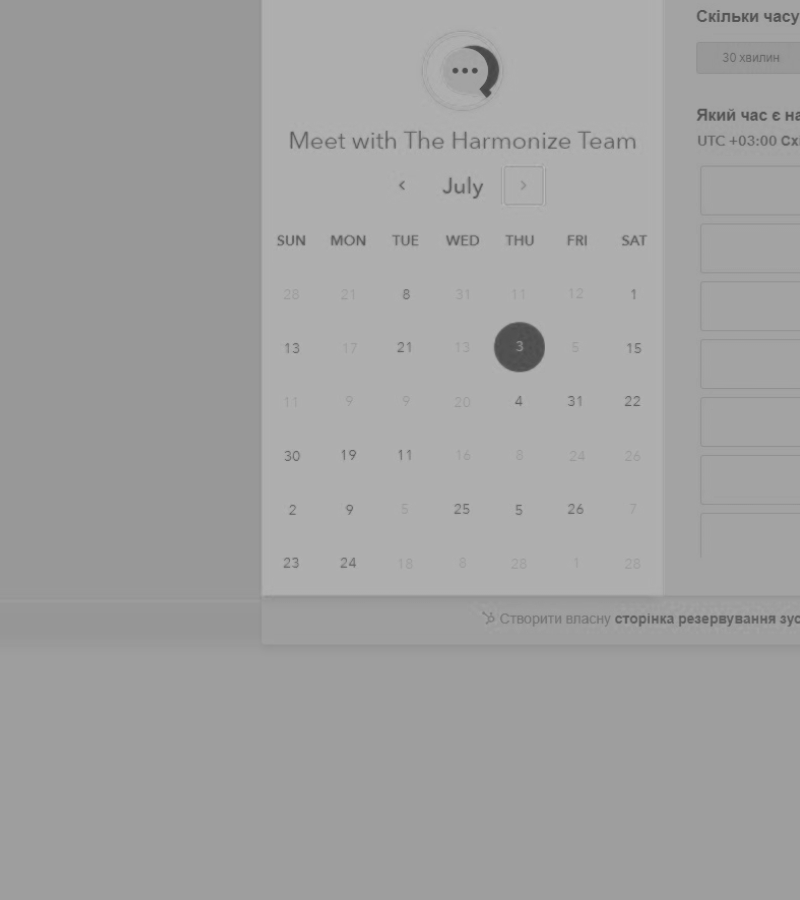 Скільки часу
30 хвилин
Meet with The Harmonize Team
Який час є на
UTC +03:00 Схі
July
SUN MON TUE WED THU FRI SAT
28 21 8 31 11 12 1
13 17 21 13 3 5 15
11 9 9 20 4 31 22
30 19 11 16 8 24 26
2 9 5 25 5 26 7
23 24 18 8 28 1 28
Створити власну сторінка резервування зус